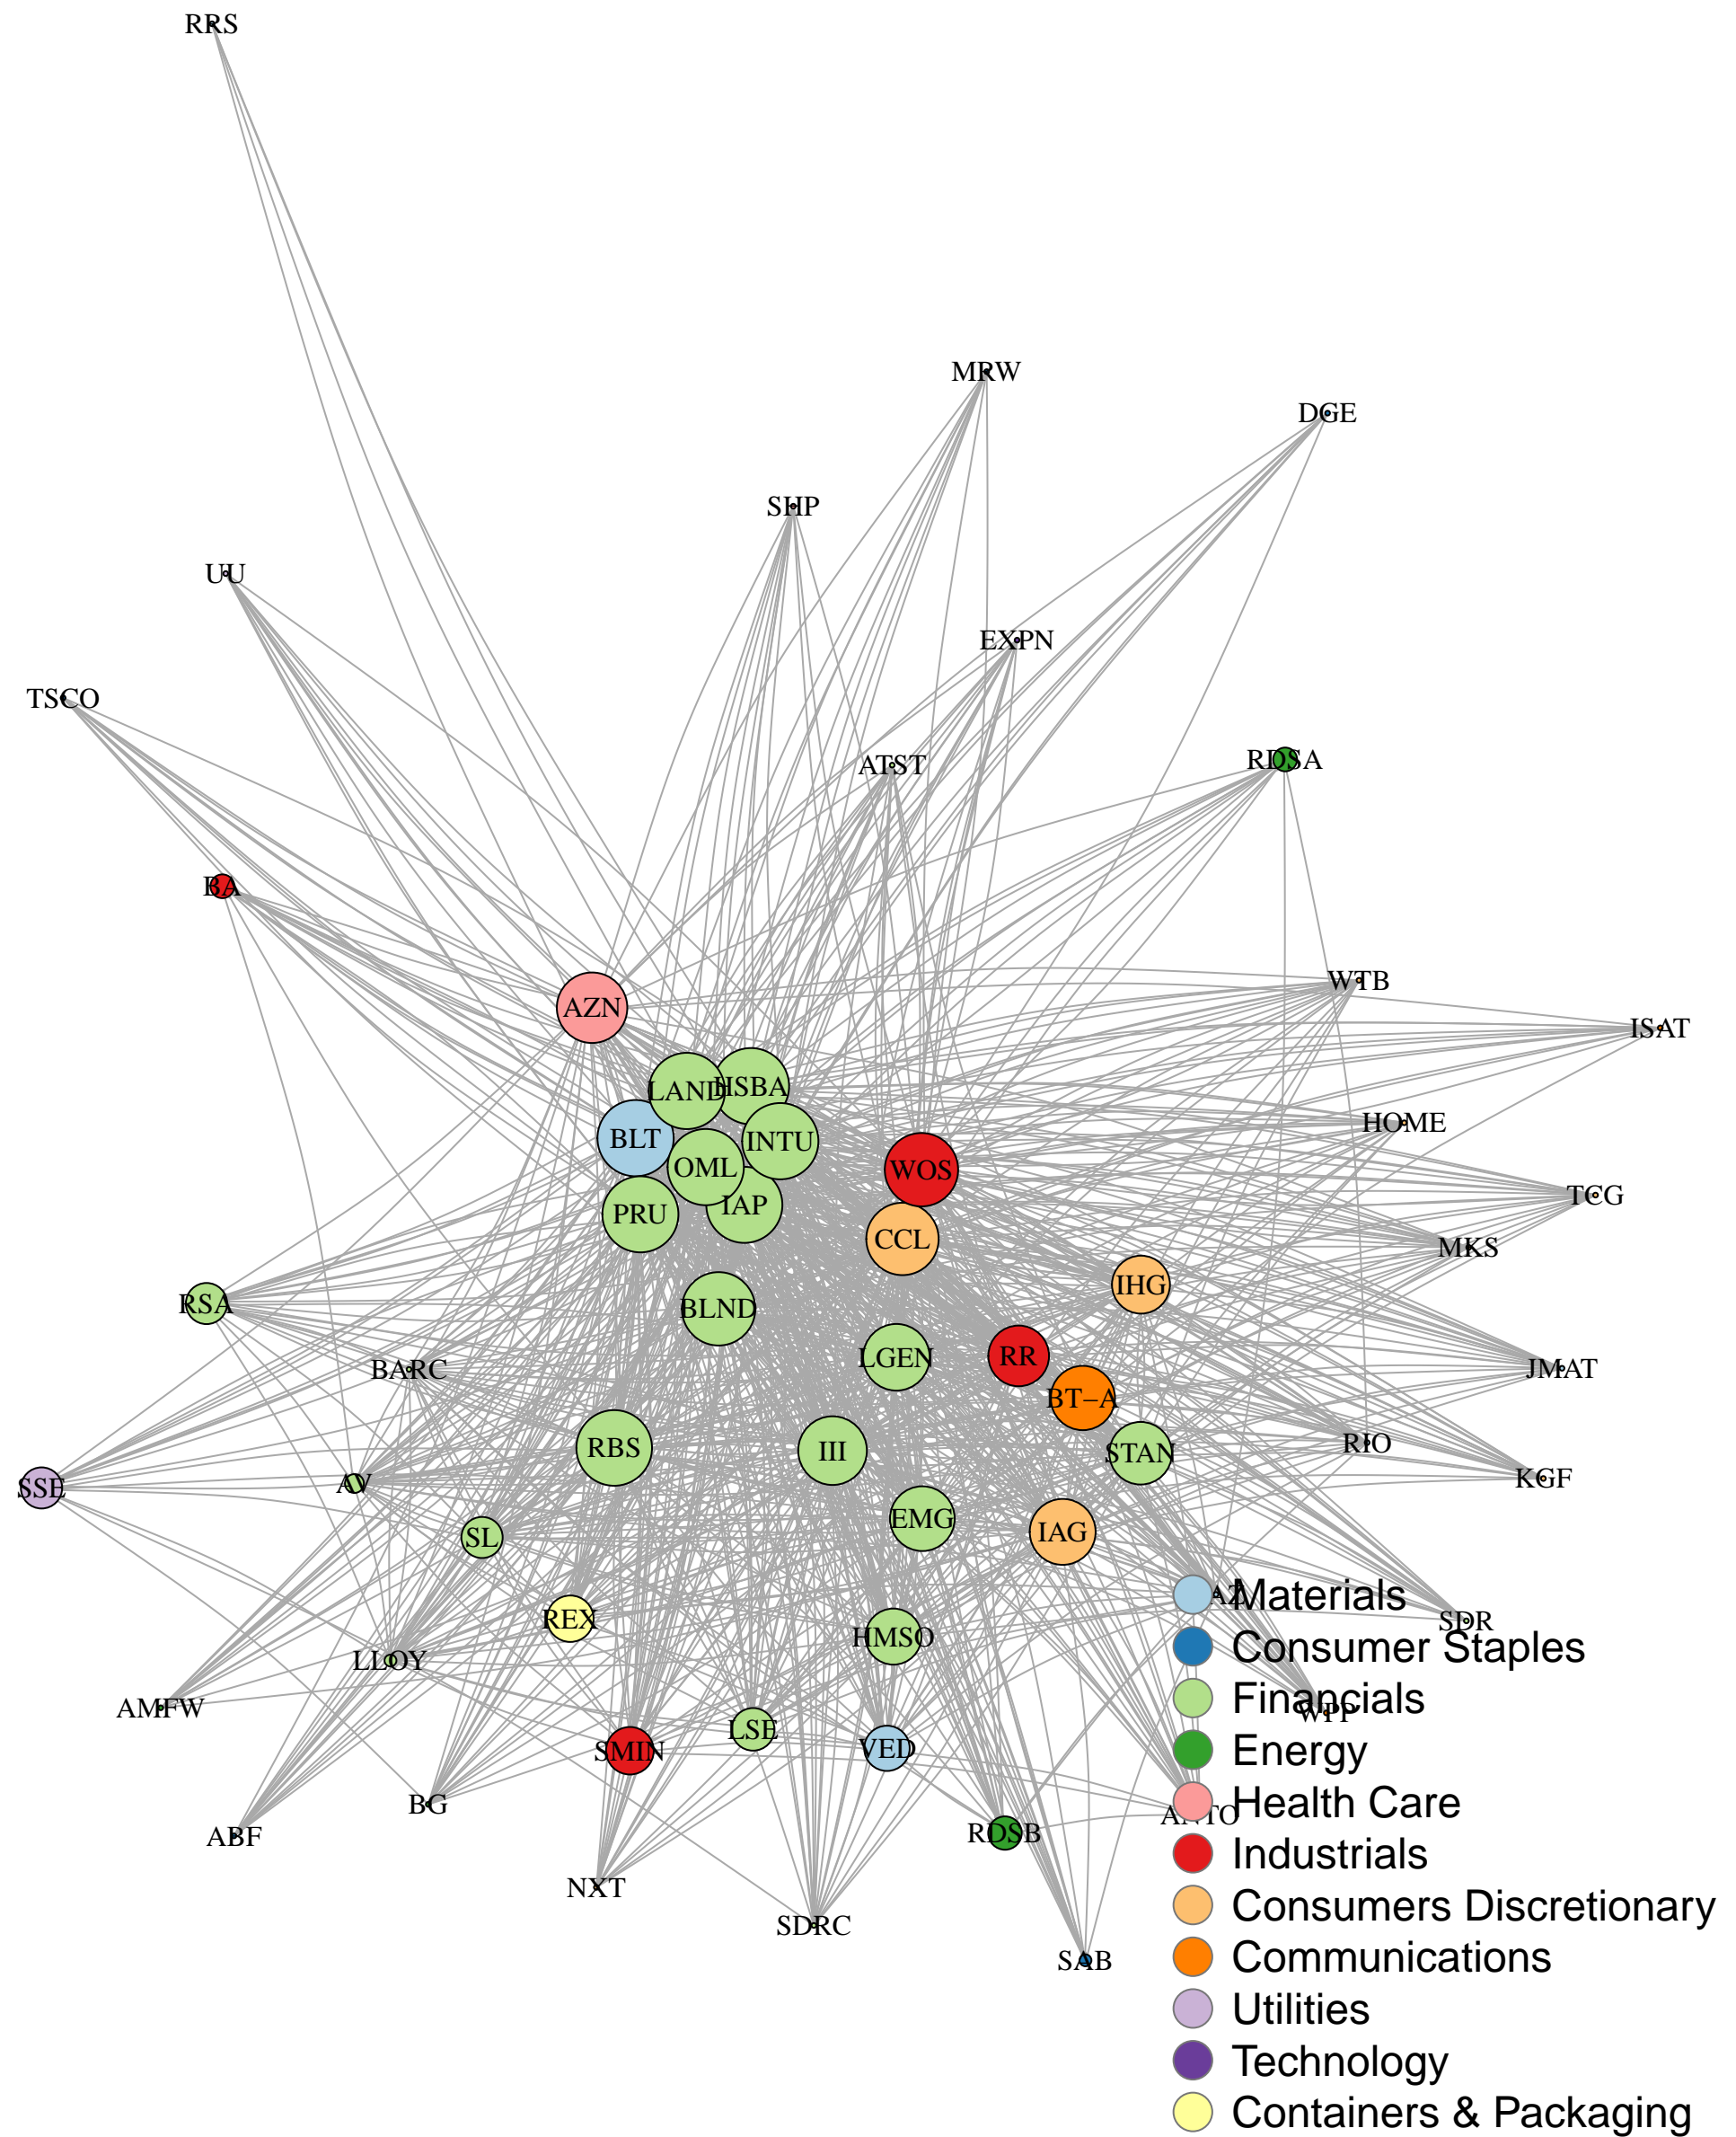 RRS
MRW
DGE
SHP
UU
EXPN
TSCO
ATST
RDSA
BA
WTB
AZN
ISAT
LAND
HSBA
HOME
BLT
INTU
OML
WOS
TCG
PRU
IAP
CCL
MKS
IHG
RSA
BLND
LGEN
RR
BARC
JMAT
BT-A
RBS
III
STAN
RIO
KGF
SSE
AV
EMG
IAG
SL
Materials
REX
SDR
HMSO
Consumer Staples
LLOY
Financials
AMFW
WPP
LSE
SMIN
VED
Energy
BG
Health Care
ANTO
ABF
RDSB
Industrials
NXT
Consumers Discretionary
SDRC
SAB
Communications
Utilities
Technology
Containers & Packaging